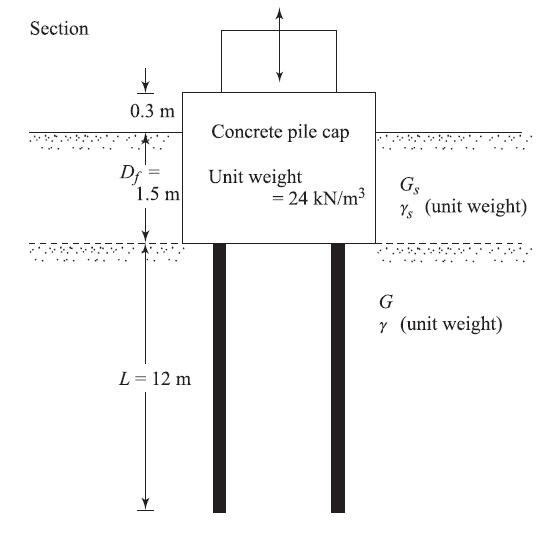 Section
0.3 m
Concrete pile cap
D_f =
1.5 m
Unit weight
= 24 kN/m³
G_s
γ_s (unit weight)
G
γ (unit weight)
L = 12 m